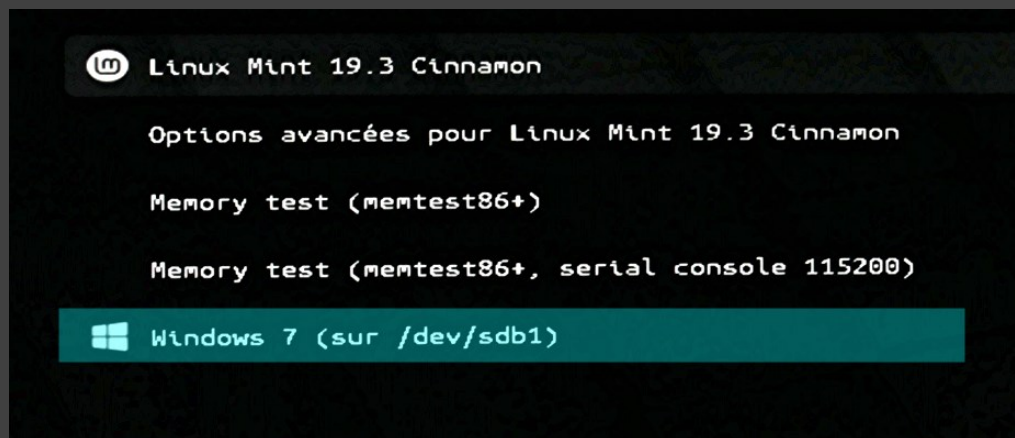 Linux Mint 19.3 Cinnamon
Options avancées pour Linux Mint 19.3 Cinnamon
Memory test (memtest86+)
Memory test (memtest86+, serial console 115200)
Windows 7 (sur /dev/sdb1)